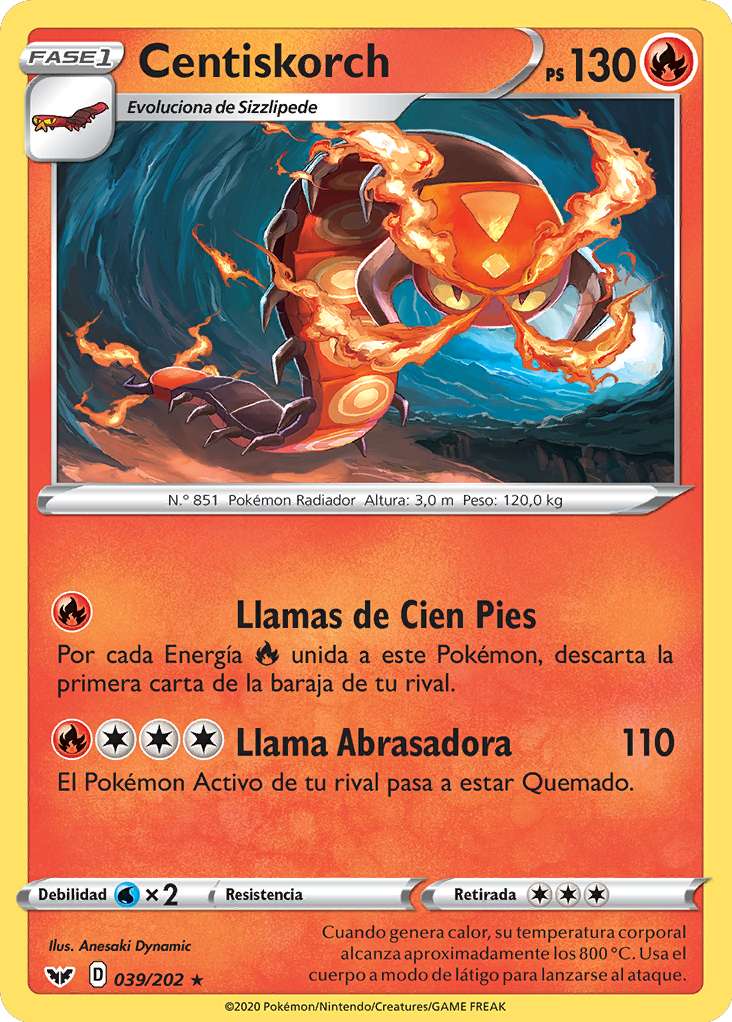 FASE 1
Centiskorch
PS 130
Evoluciona de Sizzlipede
N.º 851 Pokémon Radiador Altura: 3,0 m Peso: 120,0 kg
Llamas de Cien Pies
Por cada Energía unida a este Pokémon, descarta la
primera carta de la baraja de tu rival.
Llama Abrasadora 110
El Pokémon Activo de tu rival pasa a estar Quemado.
Debilidad ×2 Resistencia Retirada
Ilus. Anesaki Dynamic
Cuando genera calor, su temperatura corporal
alcanza aproximadamente los 800 °C. Usa el
cuerpo a modo de látigo para lanzarse al ataque.
D 039/202 ★
©2020 Pokémon/Nintendo/Creatures/GAME FREAK